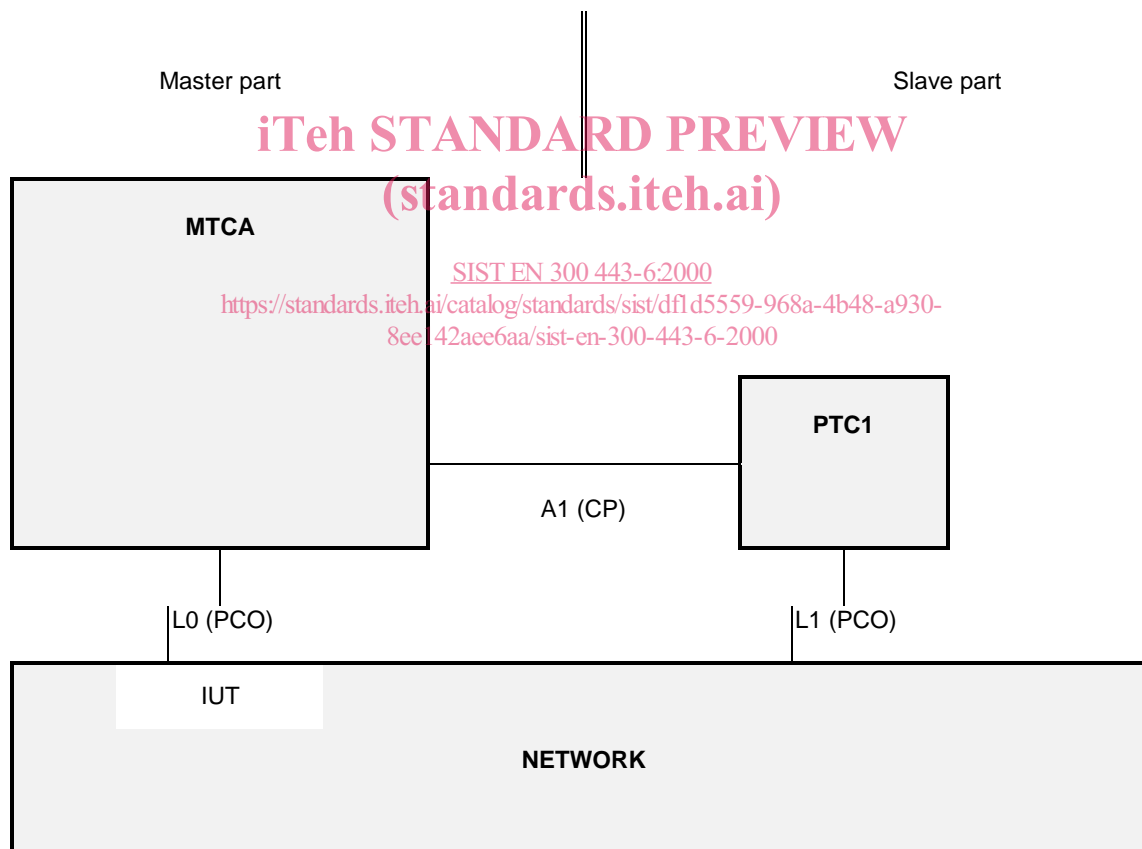 Master part
Slave part
iTeh STANDARD PREVIEW
(standards.iteh.ai)
MTCA
SIST EN 300 443-6:2000
https://standards.iteh.ai/catalog/standards/sist/df1d5559-968a-4b48-a930-
8ee142aee6aa/sist-en-300-443-6-2000
PTC1
A1 (CP)
L0 (PCO)
L1 (PCO)
IUT
NETWORK